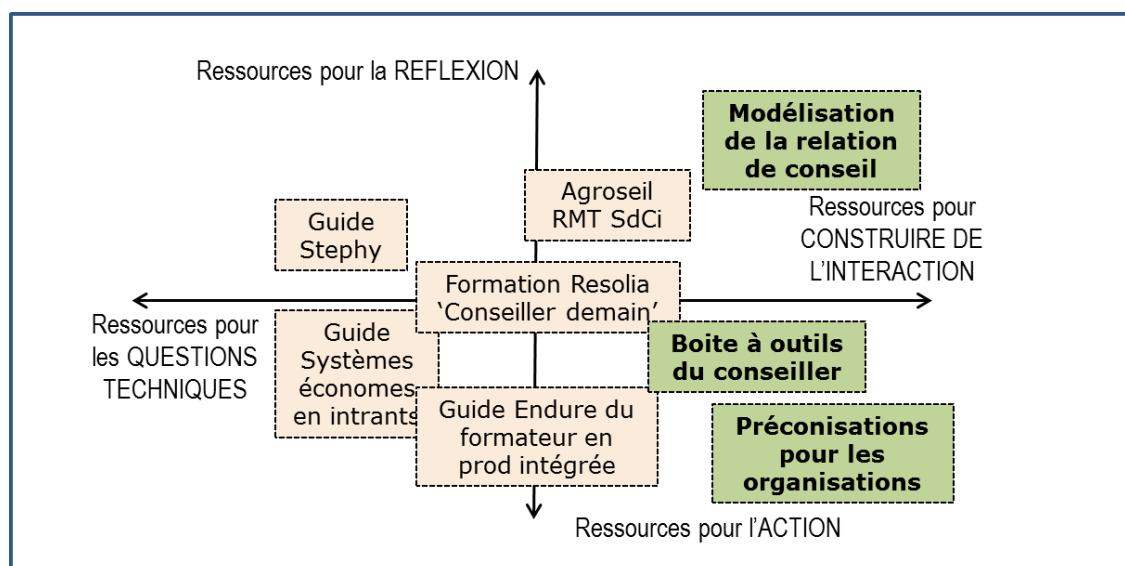 Ressources pour la REFLEXION
Modélisation
de la relation
de conseil
Agroseil
RMT SdCi
Guide
Stephy
Ressources pour
CONSTRUIRE DE
L'INTERACTION
Formation Resolia
‘Conseiller demain’
Ressources pour
les QUESTIONS
TECHNIQUES
Guide
Systèmes
économes
en intrants
Boite à outils
du conseiller
Guide Endure du
formateur en
prod intégrée
Préconisations
pour les
organisations
Ressources pour l'ACTION